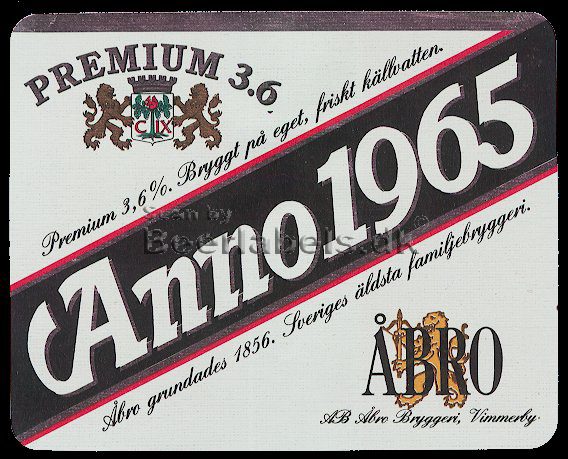 PREMIUM 3.6
C IX
Premium 3,6%. Bryggt på eget, friskt källvatten.
Anno 1965
Scan by
Beerlabels.dk
Åbro grundades 1856. Sveriges äldsta familjebryggeri.
ÅBRO
AB Åbro Bryggeri, Vimmerby